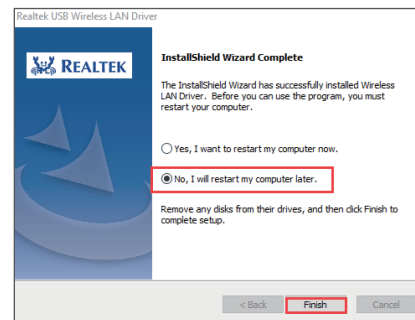 Realtek USB Wireless LAN Driver
REALTEK
InstallShield Wizard Complete
The InstallShield Wizard has successfully installed Wireless
LAN Driver. Before you can use the program, you must
restart your computer.
Yes, I want to restart my computer now.
No, I will restart my computer later.
Remove any disks from their drives, and then click Finish to
complete setup.
< Back Finish Cancel